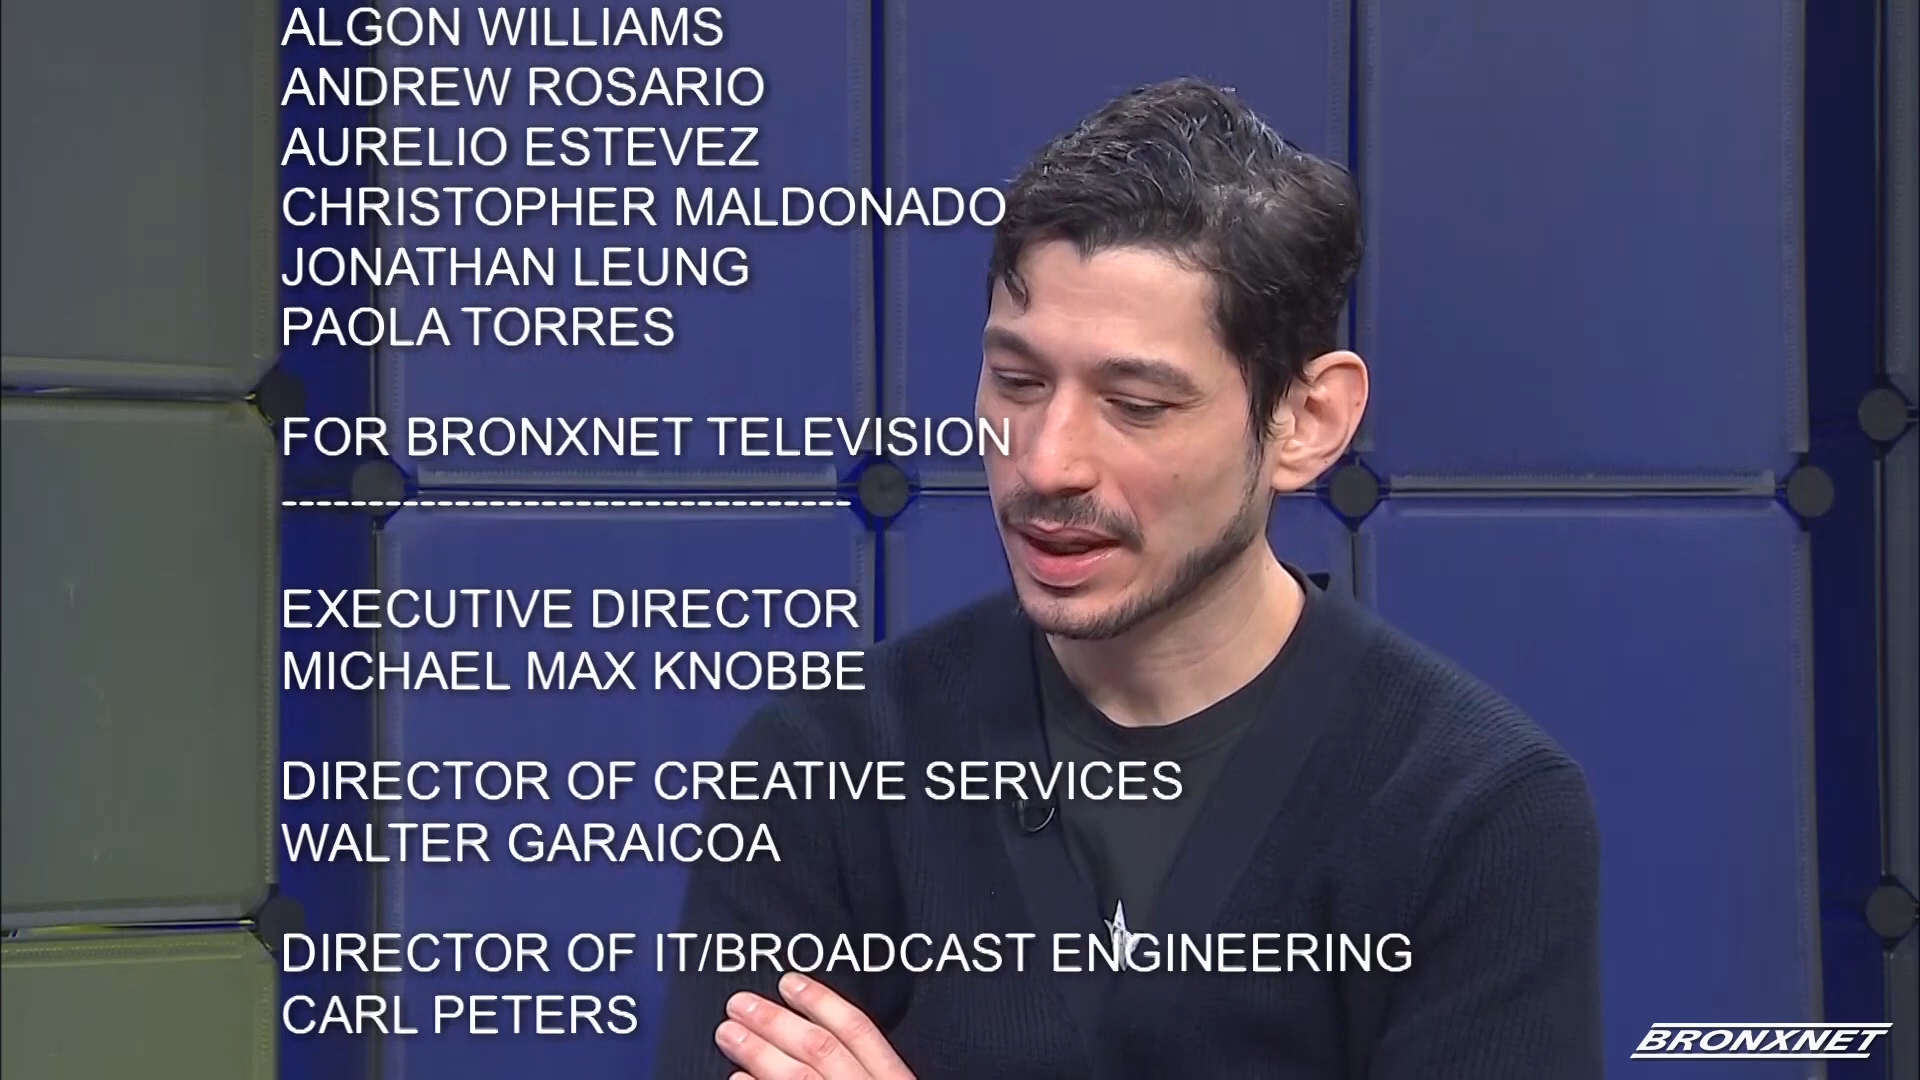 ALGON WILLIAMS
ANDREW ROSARIO
AURELIO ESTEVEZ
CHRISTOPHER MALDONADO
JONATHAN LEUNG
PAOLA TORRES
FOR BRONXNET TELEVISION
---------------------------
EXECUTIVE DIRECTOR
MICHAEL MAX KNOBBE
DIRECTOR OF CREATIVE SERVICES
WALTER GARAICOA
DIRECTOR OF IT/BROADCAST ENGINEERING
CARL PETERS
BRONXNET